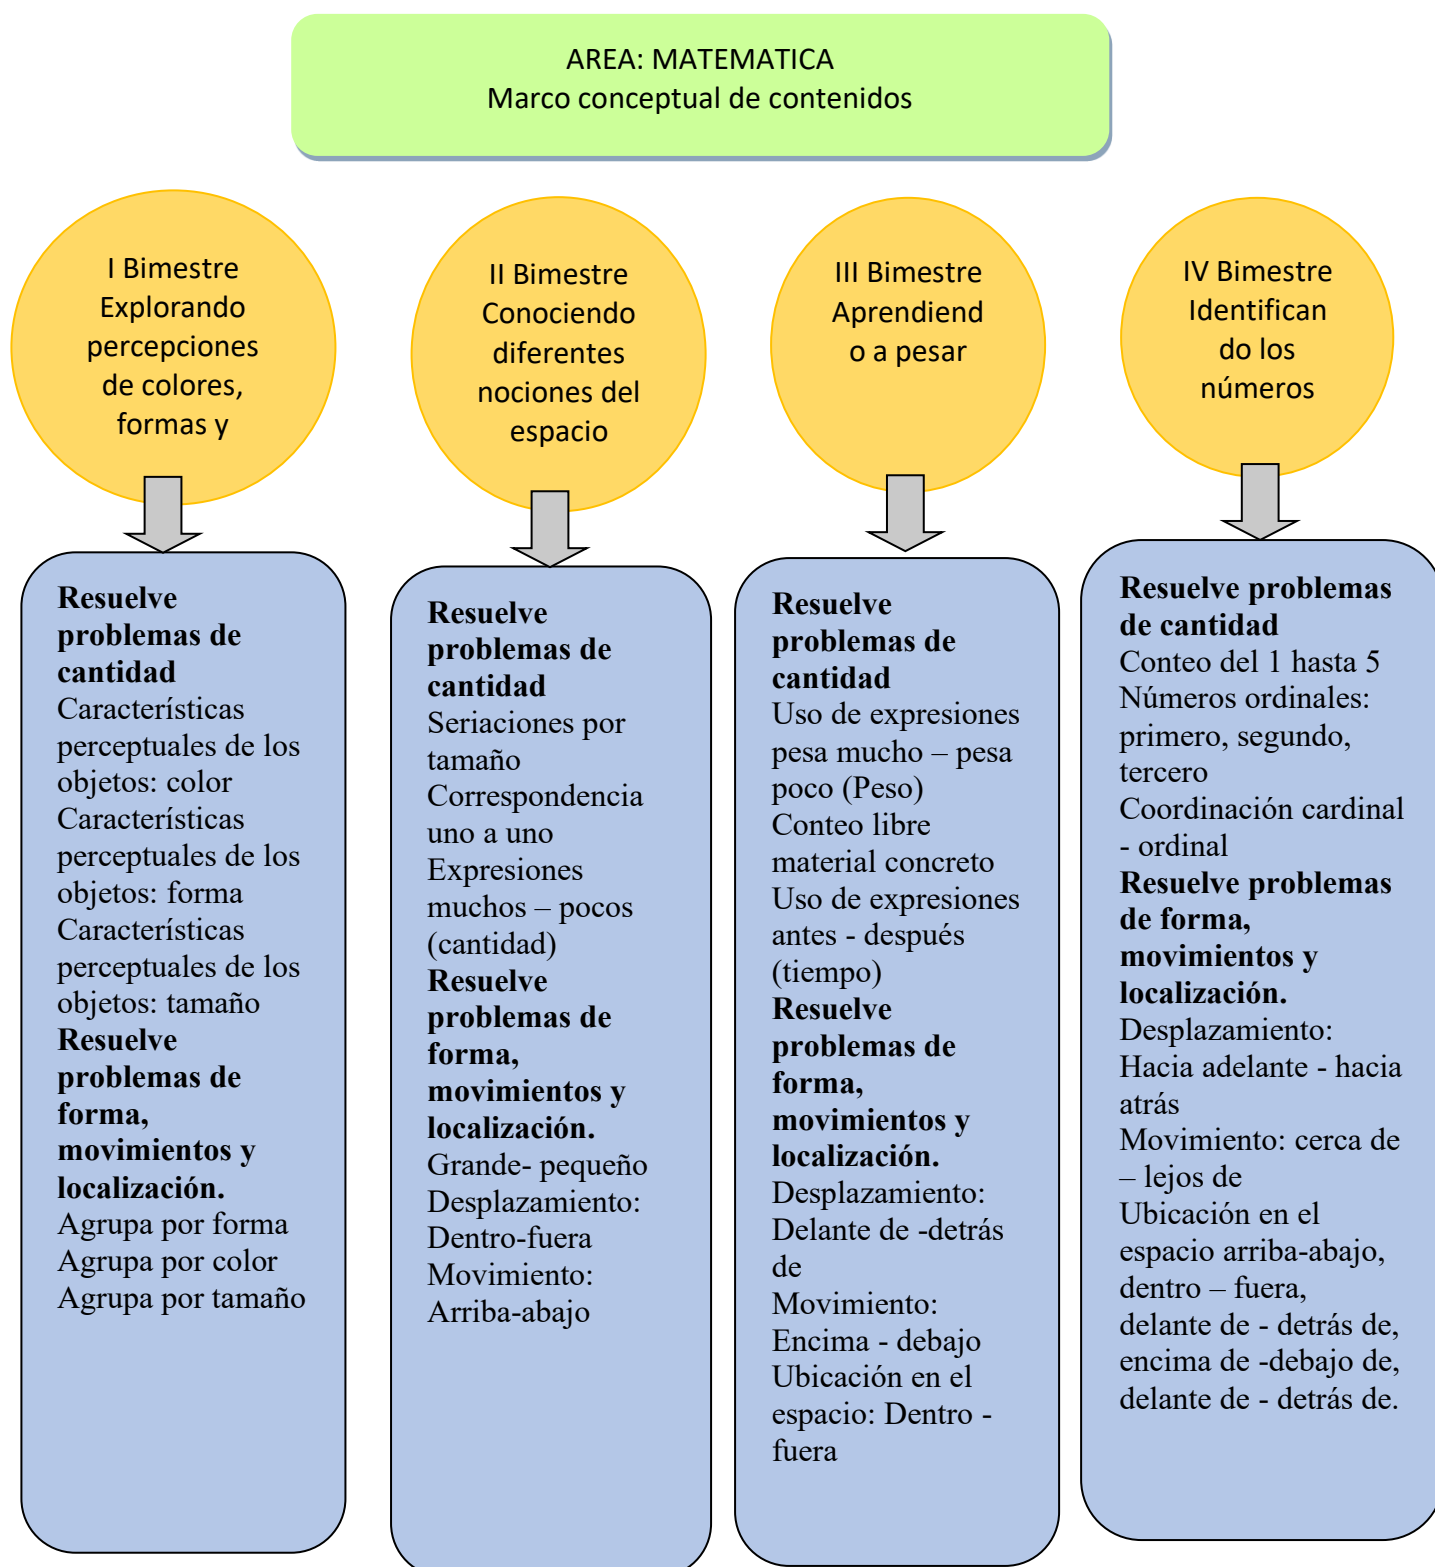 AREA: MATEMATICA
Marco conceptual de contenidos
I Bimestre
Explorando
percepciones
de colores,
formas y
II Bimestre
Conociendo
diferentes
nociones del
espacio
III Bimestre
Aprendiend
o a pesar
IV Bimestre
Identifican
do los
números
Resuelve
problemas de
cantidad
Características
perceptuales de los
objetos: color
Características
perceptuales de los
objetos: forma
Características
perceptuales de los
objetos: tamaño
Resuelve
problemas de
forma,
movimientos y
localización.
Agrupa por forma
Agrupa por color
Agrupa por tamaño
Resuelve
problemas de
cantidad
Seriaciones por
tamaño
Correspondencia
uno a uno
Expresiones
muchos – pocos
(cantidad)
Resuelve
problemas de
forma,
movimientos y
localización.
Grande- pequeño
Desplazamiento:
Dentro-fuera
Movimiento:
Arriba-abajo
Resuelve
problemas de
cantidad
Uso de expresiones
pesa mucho – pesa
poco (Peso)
Conteo libre
material concreto
Uso de expresiones
antes - después
(tiempo)
Resuelve
problemas de
forma,
movimientos y
localización.
Desplazamiento:
Delante de -detrás
de
Movimiento:
Encima - debajo
Ubicación en el
espacio: Dentro -
fuera
Resuelve problemas
de cantidad
Conteo del 1 hasta 5
Números ordinales:
primero, segundo,
tercero
Coordinación cardinal
- ordinal
Resuelve problemas
de forma,
movimientos y
localización.
Desplazamiento:
Hacia adelante - hacia
atrás
Movimiento: cerca de
– lejos de
Ubicación en el
espacio arriba-abajo,
dentro – fuera,
delante de - detrás de,
encima de -debajo de,
delante de - detrás de.